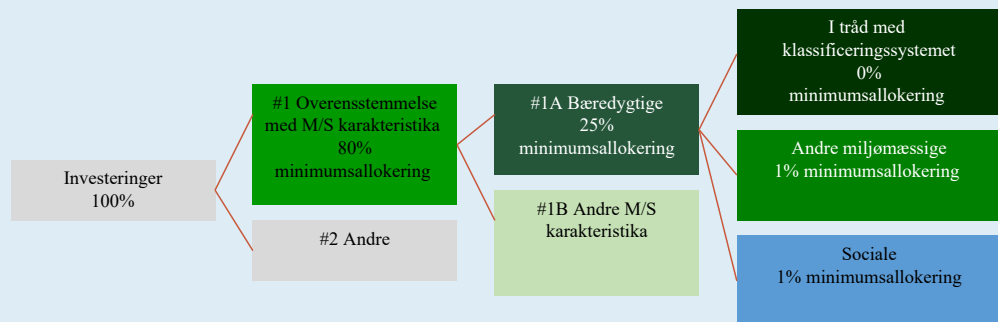 Investeringer
100%
#1 Overensstemmelse
med M/S karakteristika
80%
minimumsallokering
#2 Andre
#1A Bæredygtige
25%
minimumsallokering
#1B Andre M/S
karakteristika
I tråd med
klassificeringssystemet
0%
minimumsallokering
Andre miljømæssige
1% minimumsallokering
Sociale
1% minimumsallokering